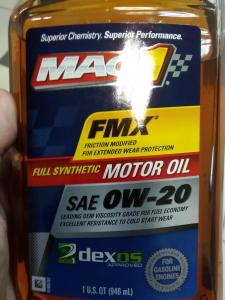 Superior Chemistry. Superior Performance.
MAG 1
FMX®
FRICTION MODIFIED
FOR EXTENDED WEAR PROTECTION
FULL SYNTHETIC MOTOR OIL
SAE 0W-20
LEADING OEM VISCOSITY GRADE FOR FUEL ECONOMY
EXCELLENT RESISTANCE TO COLD START WEAR
dexos
APPROVED
FOR
GASOLINE
ENGINES
1 U.S. QT (946 mL)